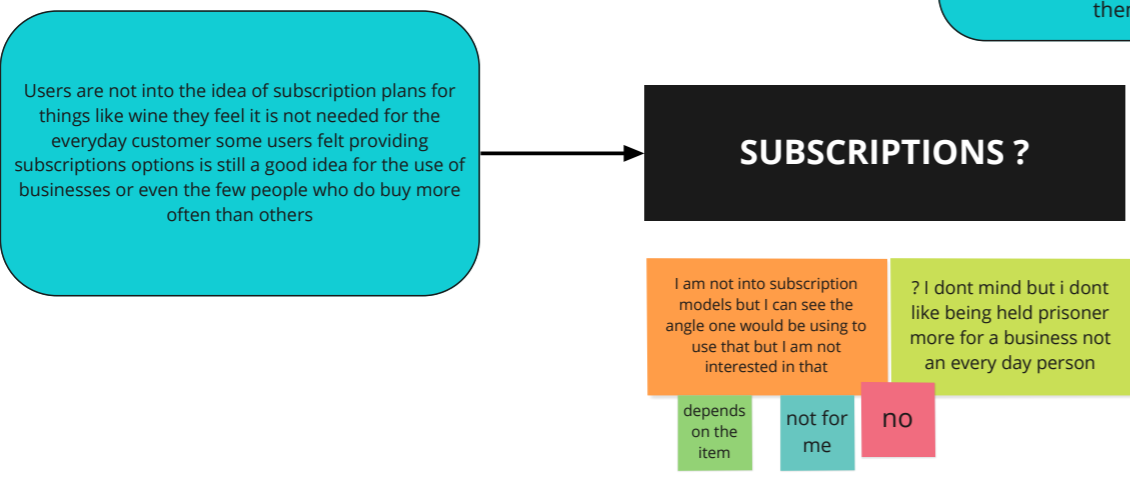 then
Users are not into the idea of subscription plans for
things like wine they feel it is not needed for the
everyday customer some users felt providing
subscriptions options is still a good idea for the use of
businesses or even the few people who do buy more
often than others
SUBSCRIPTIONS ?
I am not into subscription
models but I can see the
angle one would be using to
use that but I am not
interested in that
? I dont mind but i dont
like being held prisoner
more for a business not
an every day person
depends
on the
item
not for
me
no